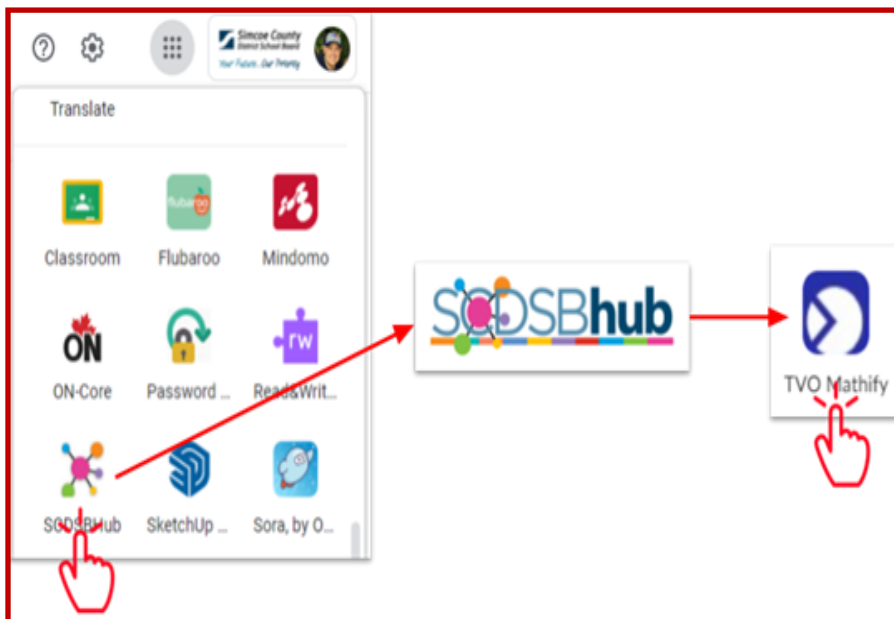 Simcoe County
District School Board
Your Future. Our Priority
Translate
Classroom
Flubaroo
Mindomo
flubaroo
ON
rw
ON-Core
Password ...
Read&Writ...
SCDSBHub
SketchUp ...
Sora, by O...
SCDSBhub
TVO Mathify